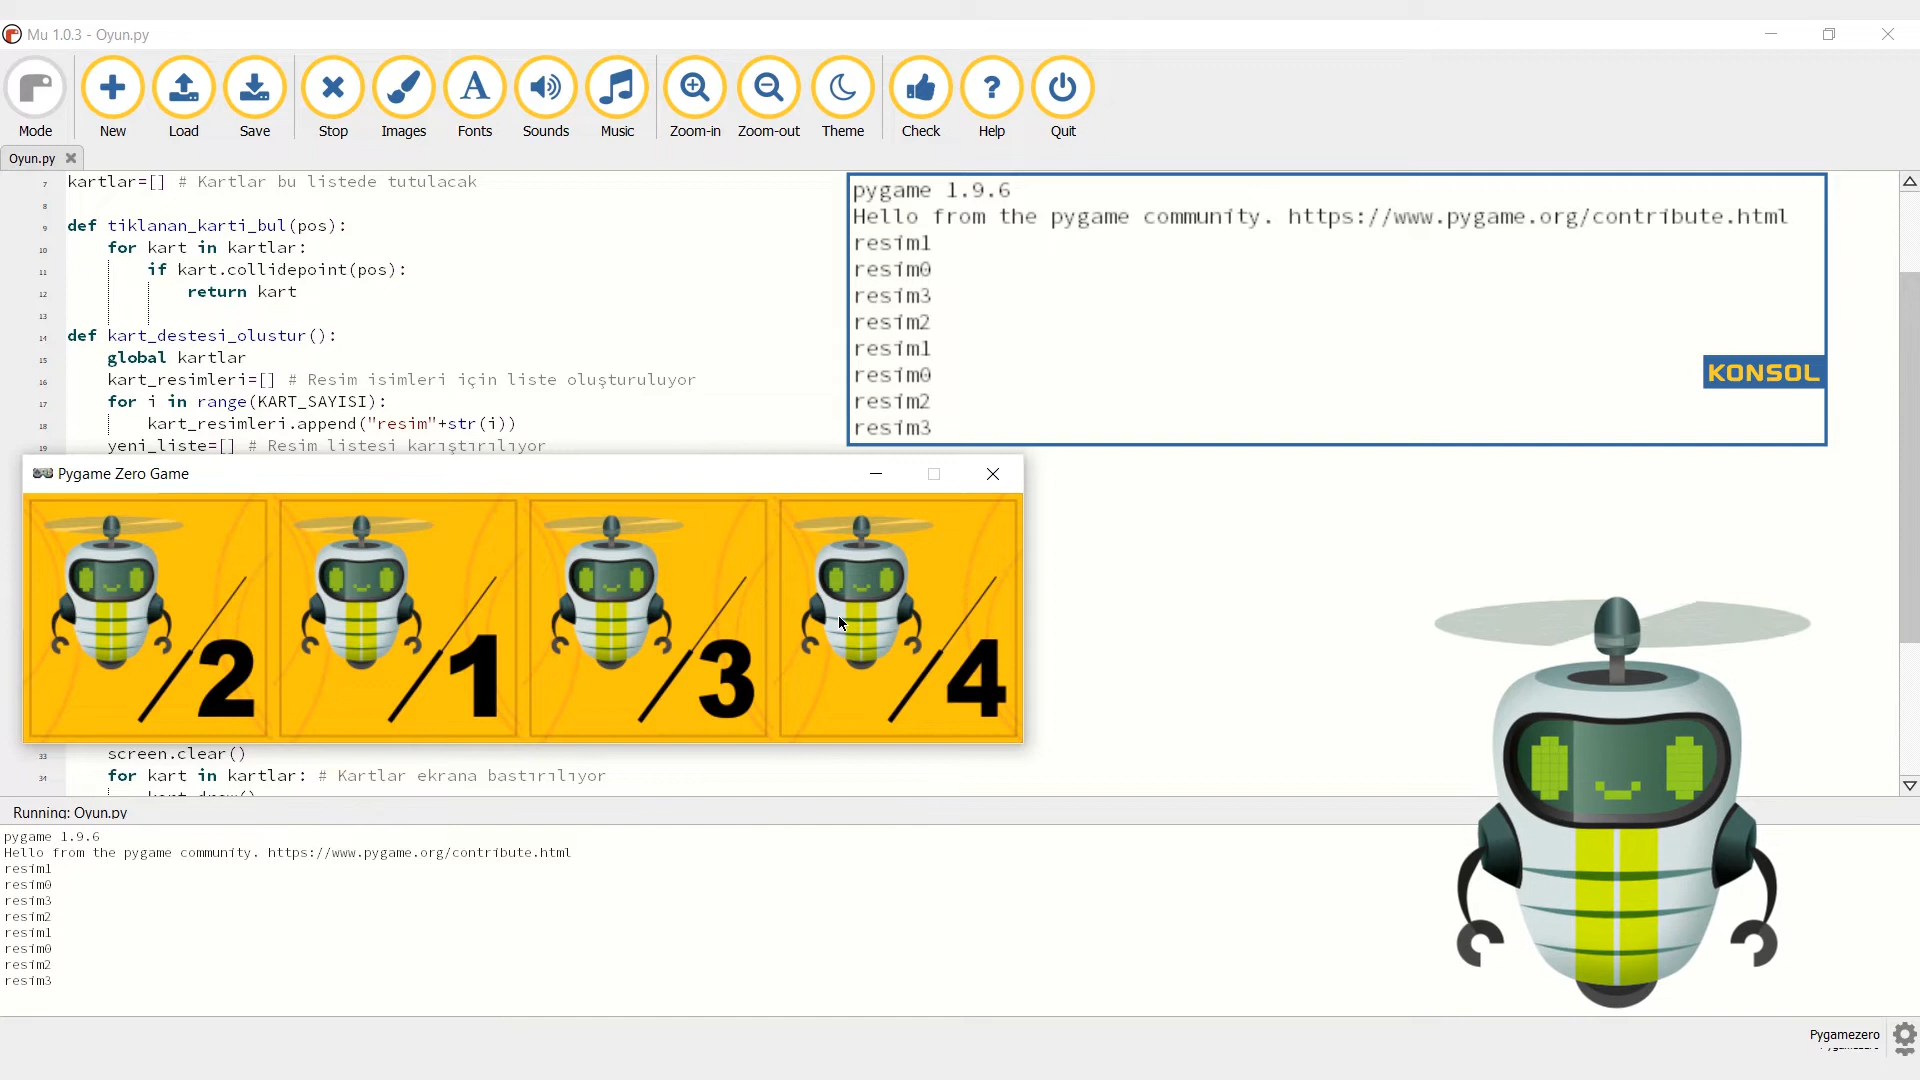 Mu 1.0.3 - Oyun.py
Mode
New
Load
Save
Stop
Images
Fonts
Sounds
Music
Zoom-in
Zoom-out
Theme
Check
Help
Quit
Oyun.py
7 kartlar=[] # Kartlar bu listede tutulacak
8
9 def tiklanan_karti_bul(pos):
10 for kart in kartlar:
11 if kart.collidepoint(pos):
12 return kart
13
14 def kart_destesi_olustur():
15 global kartlar
16 kart_resimleri=[] # Resim isimleri için liste oluşturuluyor
17 for i in range(KART_SAYISI):
18 kart_resimleri.append("resim"+str(i))
19 yeni_liste=[] # Resim listesi karıştırılıyor
pygame 1.9.6
Hello from the pygame community. https://www.pygame.org/contribute.html
resim1
resim0
resim3
resim2
resim1
resim0
resim2
resim3
KONSOL
Pygame Zero Game
2
1
3
4
33 screen.clear()
34 for kart in kartlar: # Kartlar ekrana bastırılıyor
kart.draw()
Running: Oyun.py
pygame 1.9.6
Hello from the pygame community. https://www.pygame.org/contribute.html
resim1
resim0
resim3
resim2
resim1
resim0
resim2
resim3
Pygamezero